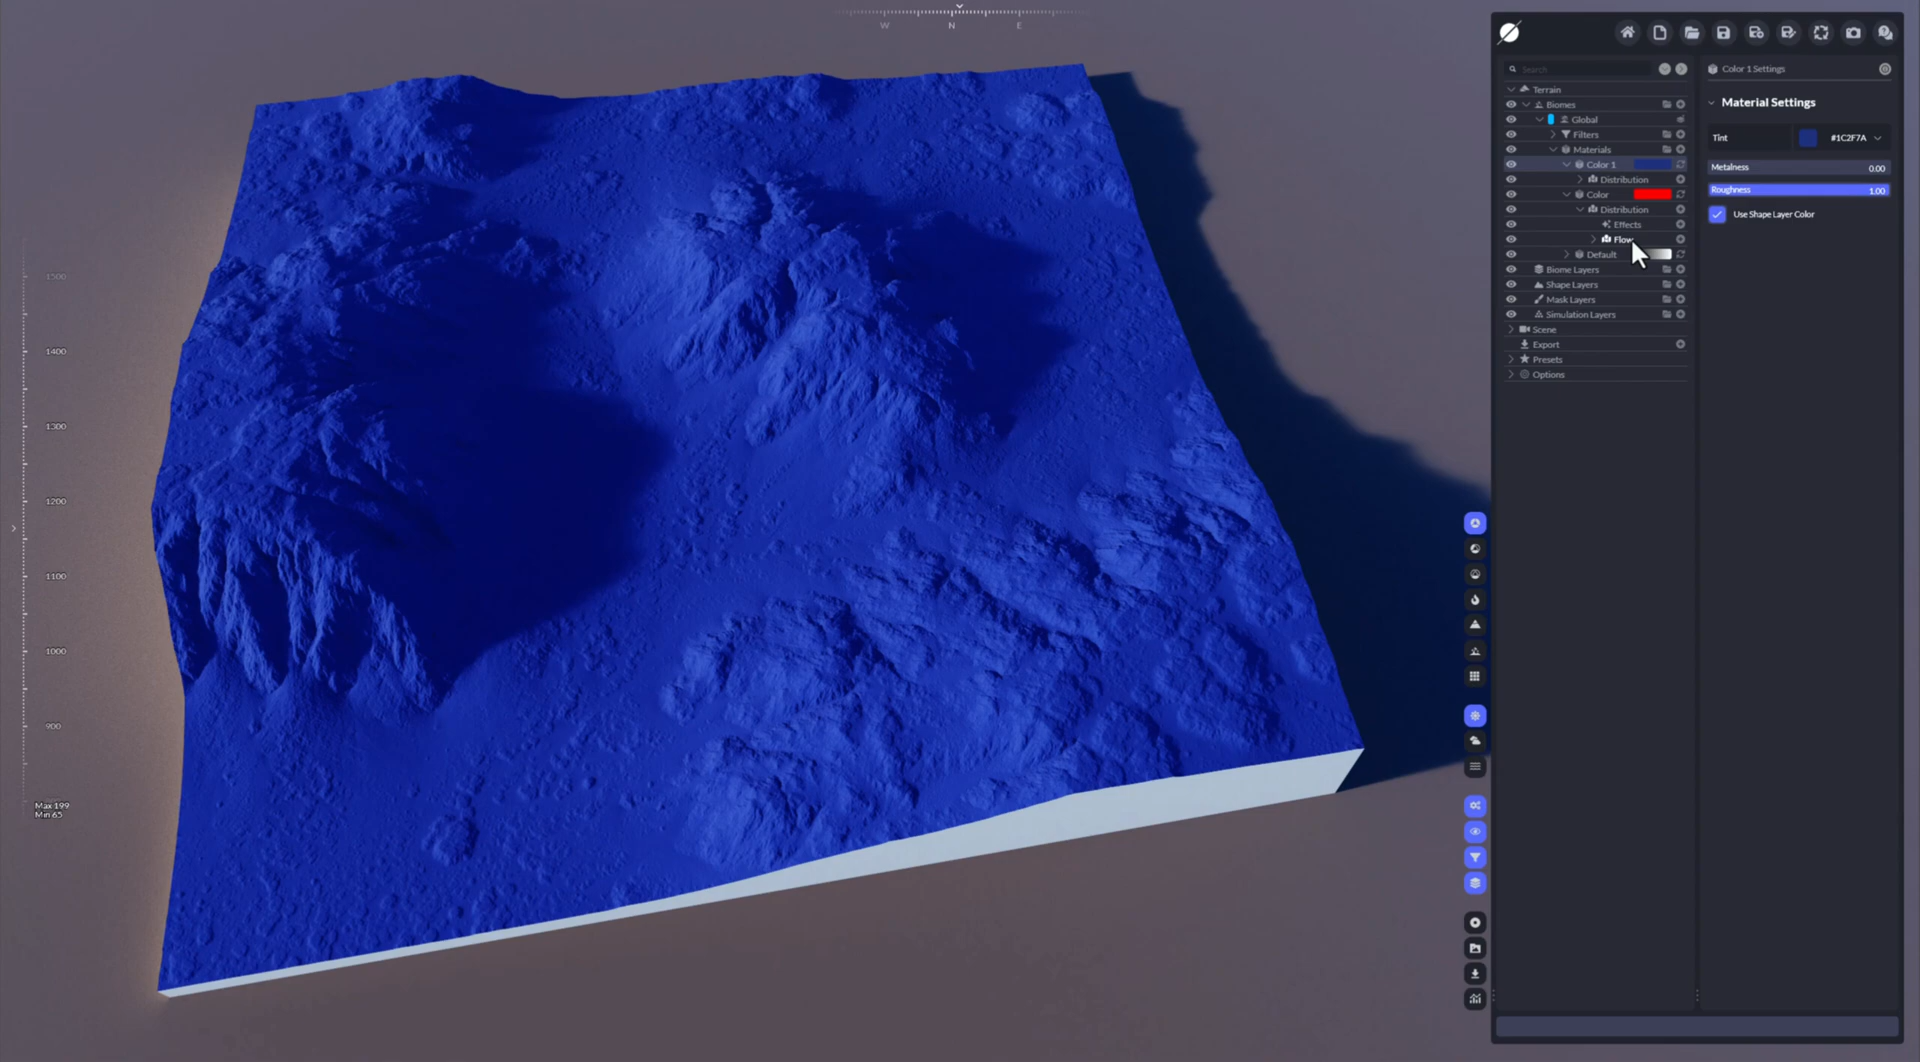 W N E
Search
Terrain
Biomes
Global
Filters
Materials
Color 1
Distribution
Color
Distribution
Effects
Flow
Default
Biome Layers
Shape Layers
Mask Layers
Simulation Layers
Scene
Export
Presets
Options
Color 1 Settings
Material Settings
Tint #1C2F7A
Metalness 0.00
Roughness 1.00
Use Shape Layer Color
1500
1400
1300
1200
1100
1000
900
Max 199
Min 65